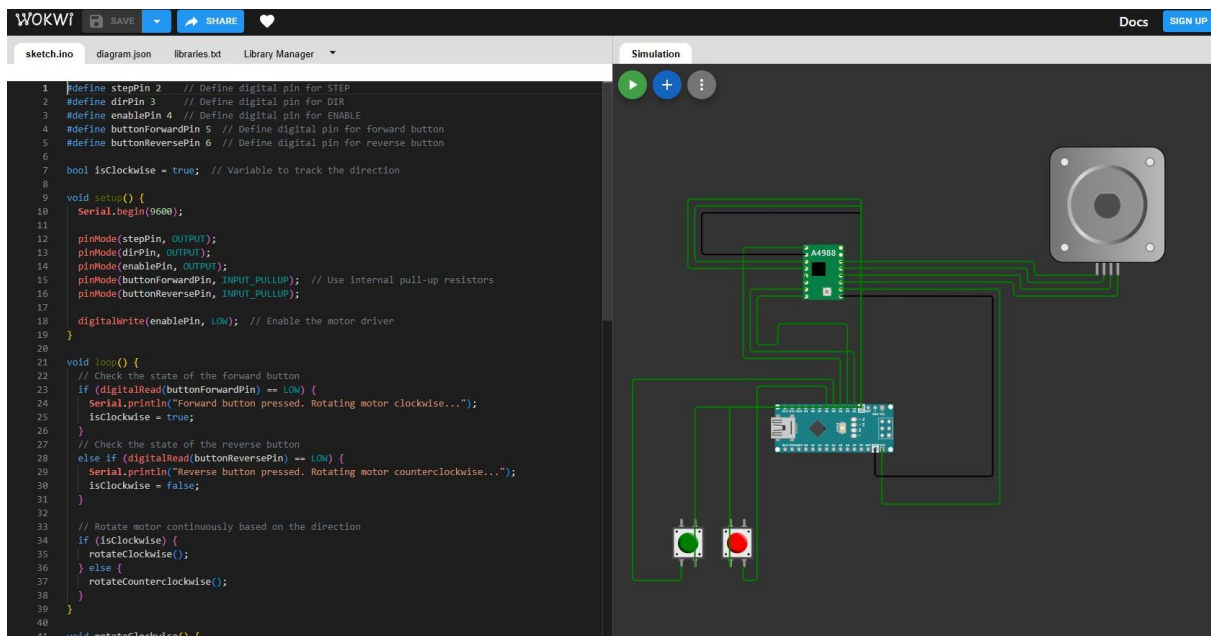 WOKWI SAVE SHARE Docs SIGN UP
sketch.ino diagram.json libraries.txt Library Manager
Simulation
1 #define stepPin 2 // Define digital pin for STEP
2 #define dirPin 3 // Define digital pin for DIR
3 #define enablePin 4 // Define digital pin for ENABLE
4 #define buttonForwardPin 5 // Define digital pin for forward button
5 #define buttonReversePin 6 // Define digital pin for reverse button
6
7 bool isClockwise = true; // Variable to track the direction
8
9 void setup() {
10 Serial.begin(9600);
11
12 pinMode(stepPin, OUTPUT);
13 pinMode(dirPin, OUTPUT);
14 pinMode(enablePin, OUTPUT);
15 pinMode(buttonForwardPin, INPUT_PULLUP); // Use internal pull-up resistors
16 pinMode(buttonReversePin, INPUT_PULLUP);
17
18 digitalWrite(enablePin, LOW); // Enable the motor driver
19 }
20
21 void loop() {
22 // Check the state of the forward button
23 if (digitalRead(buttonForwardPin) == LOW) {
24 Serial.println("Forward button pressed. Rotating motor clockwise...");
25 isClockwise = true;
26 }
27 // Check the state of the reverse button
28 else if (digitalRead(buttonReversePin) == LOW) {
29 Serial.println("Reverse button pressed. Rotating motor counterclockwise...");
30 isClockwise = false;
31 }
32
33 // Rotate motor continuously based on the direction
34 if (isClockwise) {
35 rotateClockwise();
36 } else {
37 rotateCounterclockwise();
38 }
39 }
40
41 void rotateClockwise() {
A4988